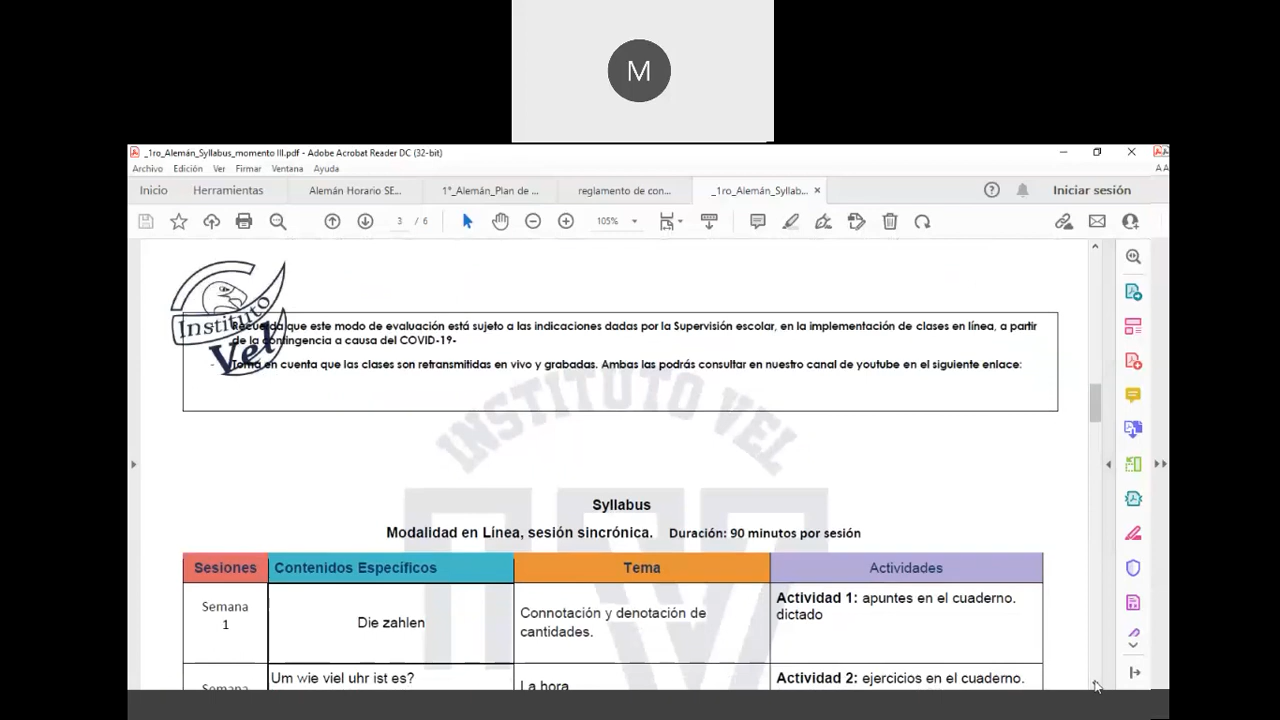 M
_1ro_Alemán_Syllabus_momento III.pdf - Adobe Acrobat Reader DC (32-bit)
Archivo Edición Ver Firmar Ventana Ayuda
Inicio Herramientas Alemán Horario SE... 1°_Alemán_Plan de ... reglamento de con... _1ro_Alemán_Syllab... × Iniciar sesión
3 / 6 105%
Instituto
Vel
Recuerda que este modo de evaluación está sujeto a las indicaciones dadas por la Supervisión escolar, en la implementación de clases en línea, a partir
de la contingencia a causa del COVID-19-
- Toma en cuenta que las clases son retransmitidas en vivo y grabadas. Ambas las podrás consultar en nuestro canal de youtube en el siguiente enlace:
INSTITUTO VEL
Syllabus
Modalidad en Línea, sesión sincrónica. Duración: 90 minutos por sesión
Sesiones Contenidos Específicos Tema Actividades
Semana
1
Die zahlen
Connotación y denotación de
cantidades.
Actividad 1: apuntes en el cuaderno.
dictado
Semana
Um wie viel uhr ist es?
La hora
Actividad 2: ejercicios en el cuaderno.